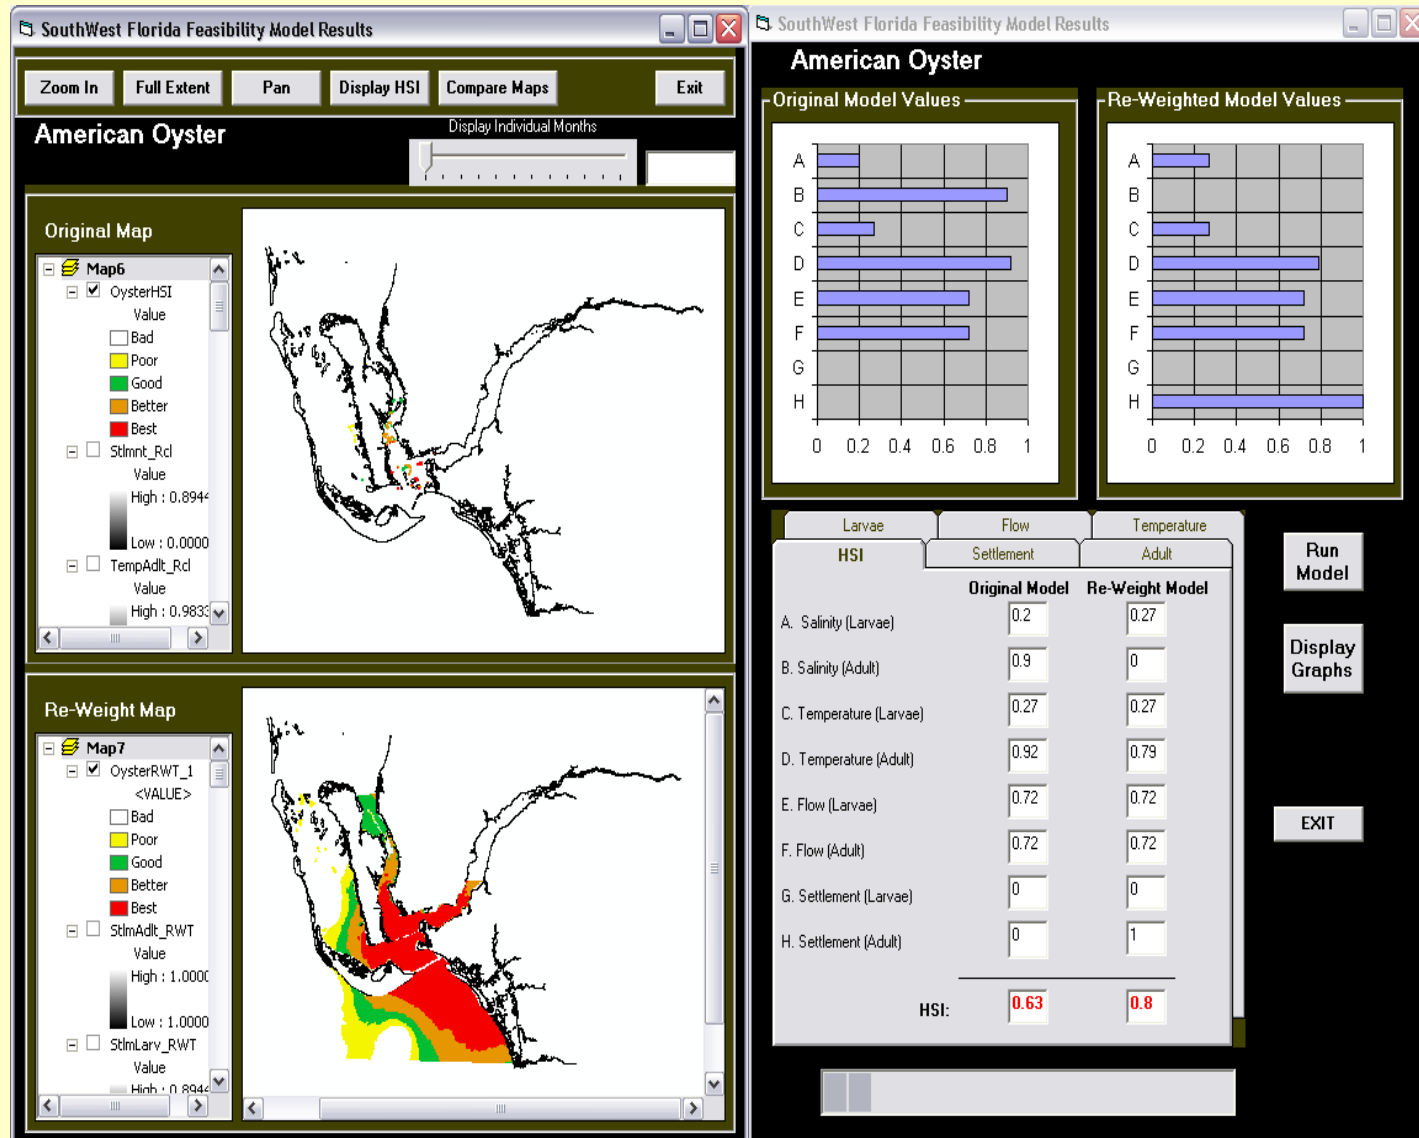 SouthWest Florida Feasibility Model Results
Zoom In Full Extent Pan Display HSI Compare Maps Exit
American Oyster
Display Individual Months
Original Map
Map6
OysterHSI
Value
Bad
Poor
Good
Better
Best
Stlmnt_Rcl
Value
High : 0.8944
Low : 0.0000
TempAdlt_Rcl
Value
High : 0.9833
Re-Weight Map
Map7
OysterRWT_1
<VALUE>
Bad
Poor
Good
Better
Best
StlmAdlt_RWT
Value
High : 1.0000
Low : 1.0000
StlmLarv_RWT
Value
High : 0.8944
SouthWest Florida Feasibility Model Results
American Oyster
Original Model Values
A
B
C
D
E
F
G
H
0 0.2 0.4 0.6 0.8 1
Re-Weighted Model Values
A
B
C
D
E
F
G
H
0 0.2 0.4 0.6 0.8 1
Larvae Flow Temperature
HSI Settlement Adult
Original Model Re-Weight Model
A. Salinity (Larvae) 0.2 0.27
B. Salinity (Adult) 0.9 0
C. Temperature (Larvae) 0.27 0.27
D. Temperature (Adult) 0.92 0.79
E. Flow (Larvae) 0.72 0.72
F. Flow (Adult) 0.72 0.72
G. Settlement (Larvae) 0 0
H. Settlement (Adult) 0 1
HSI: 0.63 0.8
Run
Model
Display
Graphs
EXIT